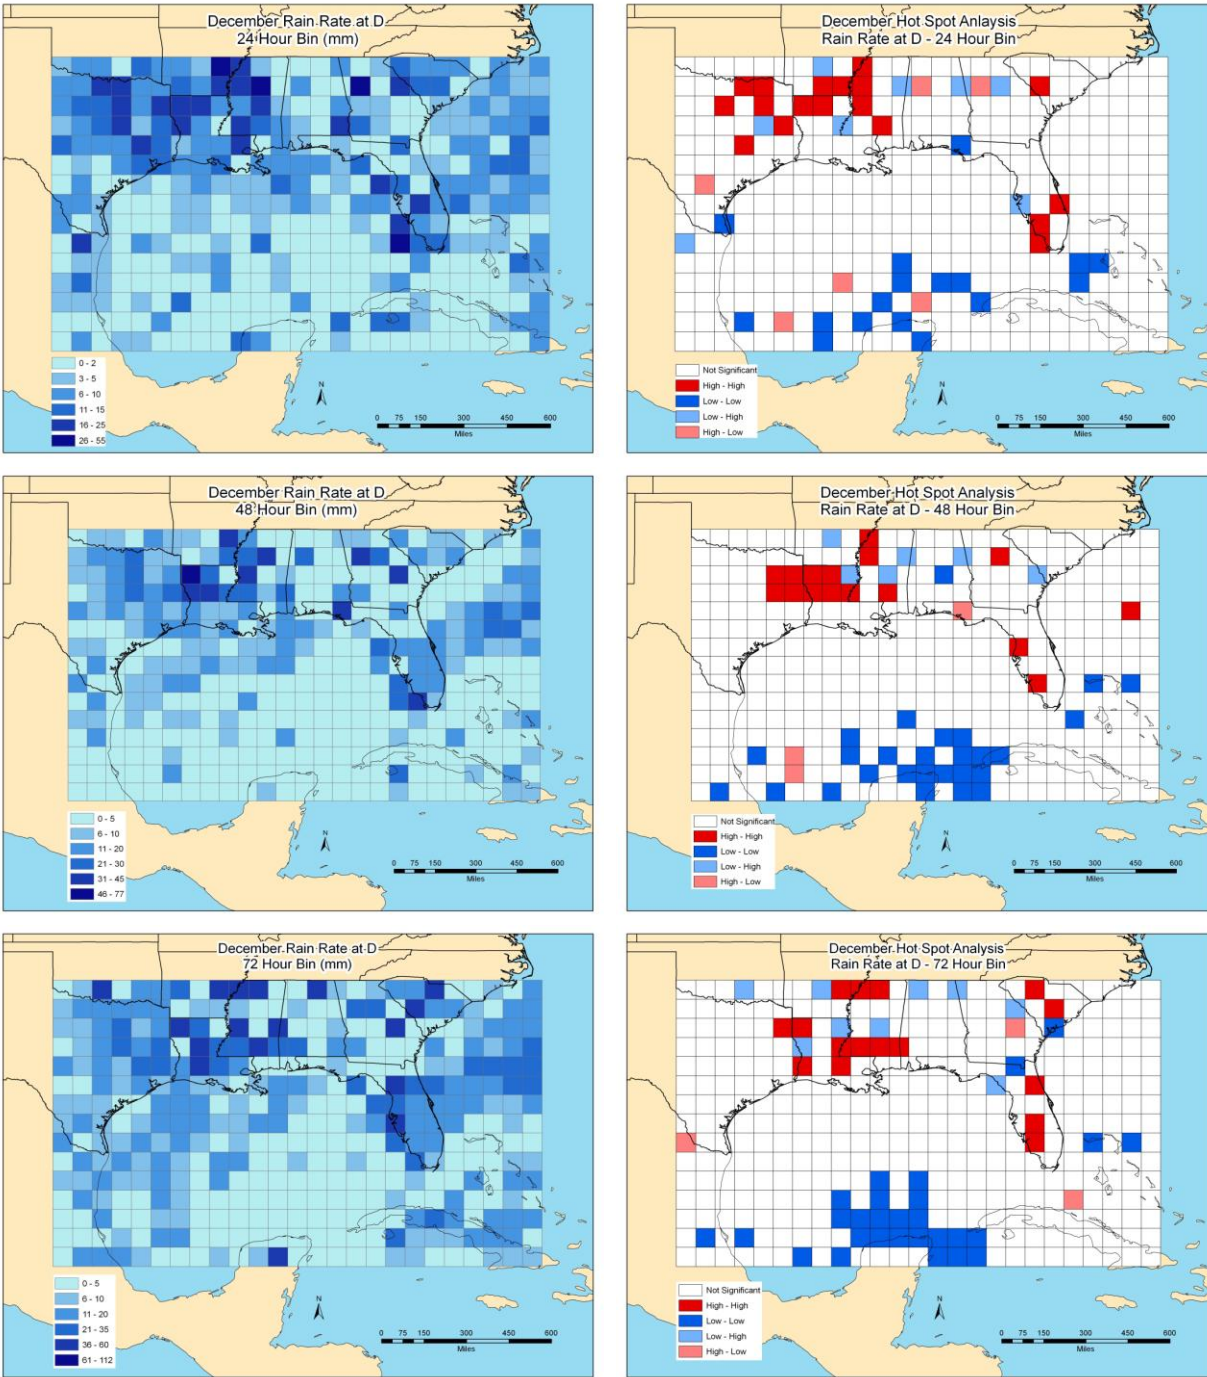 December Rain Rate at D
24 Hour Bin (mm)
0 - 2
3 - 5
6 - 10
11 - 15
16 - 25
26 - 55
N
0 75 150 300 450 600
Miles
December Hot Spot Anlaysis
Rain Rate at D - 24 Hour Bin
Not Significant
High - High
Low - Low
Low - High
High - Low
N
0 75 150 300 450 600
Miles
December Rain Rate at D
48 Hour Bin (mm)
0 - 5
6 - 10
11 - 20
21 - 30
31 - 45
46 - 77
N
0 75 150 300 450 600
Miles
December Hot Spot Analysis
Rain Rate at D - 48 Hour Bin
Not Significant
High - High
Low - Low
Low - High
High - Low
N
0 75 150 300 450 600
Miles
December Rain Rate at D
72 Hour Bin (mm)
0 - 5
6 - 10
11 - 20
21 - 35
36 - 60
61 - 112
N
0 75 150 300 450 600
Miles
December Hot Spot Analysis
Rain Rate at D - 72 Hour Bin
Not Significant
High - High
Low - Low
Low - High
High - Low
N
0 75 150 300 450 600
Miles